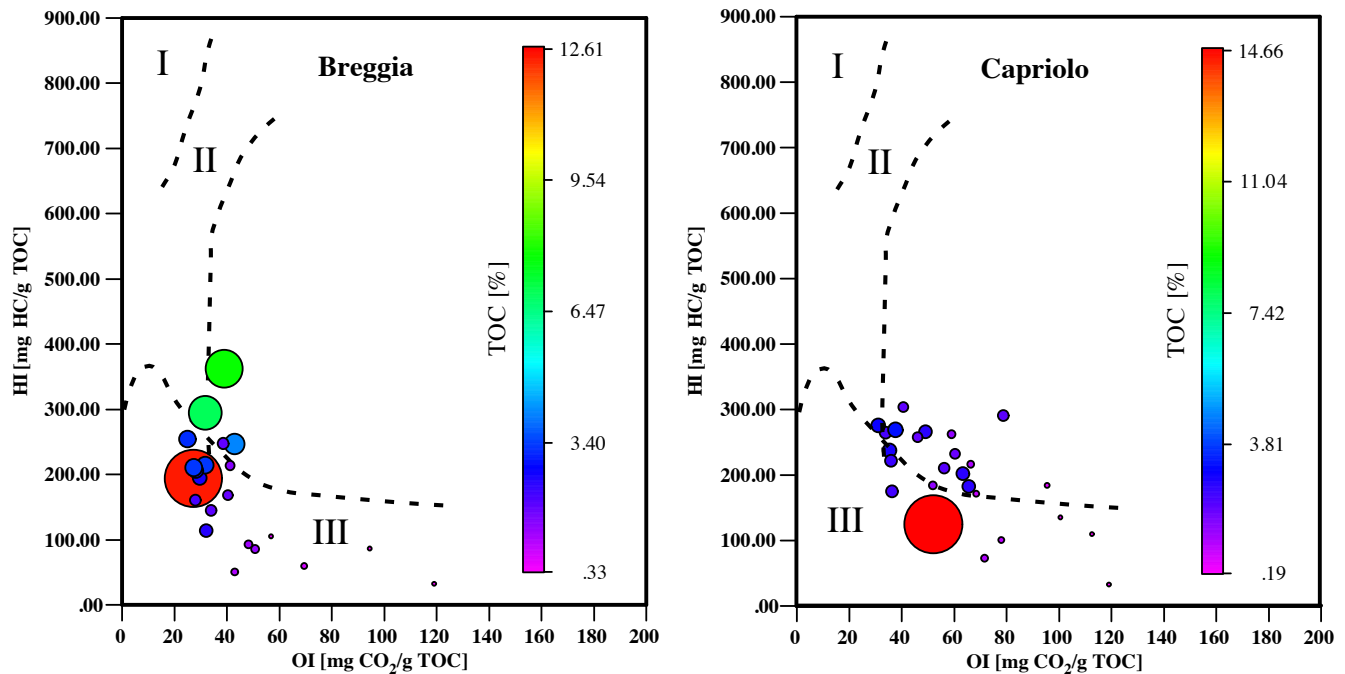 900.00
800.00
700.00
600.00
500.00
400.00
300.00
200.00
100.00
.00
HI [mg HC/g TOC]
0 20 40 60 80 100 120 140 160 180 200
OI [mg CO2/g TOC]
I
II
III
Breggia
TOC [%]
12.61
9.54
6.47
3.40
.33
900.00
800.00
700.00
600.00
500.00
400.00
300.00
200.00
100.00
.00
HI [mg HC/g TOC]
0 20 40 60 80 100 120 140 160 180 200
OI [mg CO2/g TOC]
I
II
III
Capriolo
TOC [%]
14.66
11.04
7.42
3.81
.19